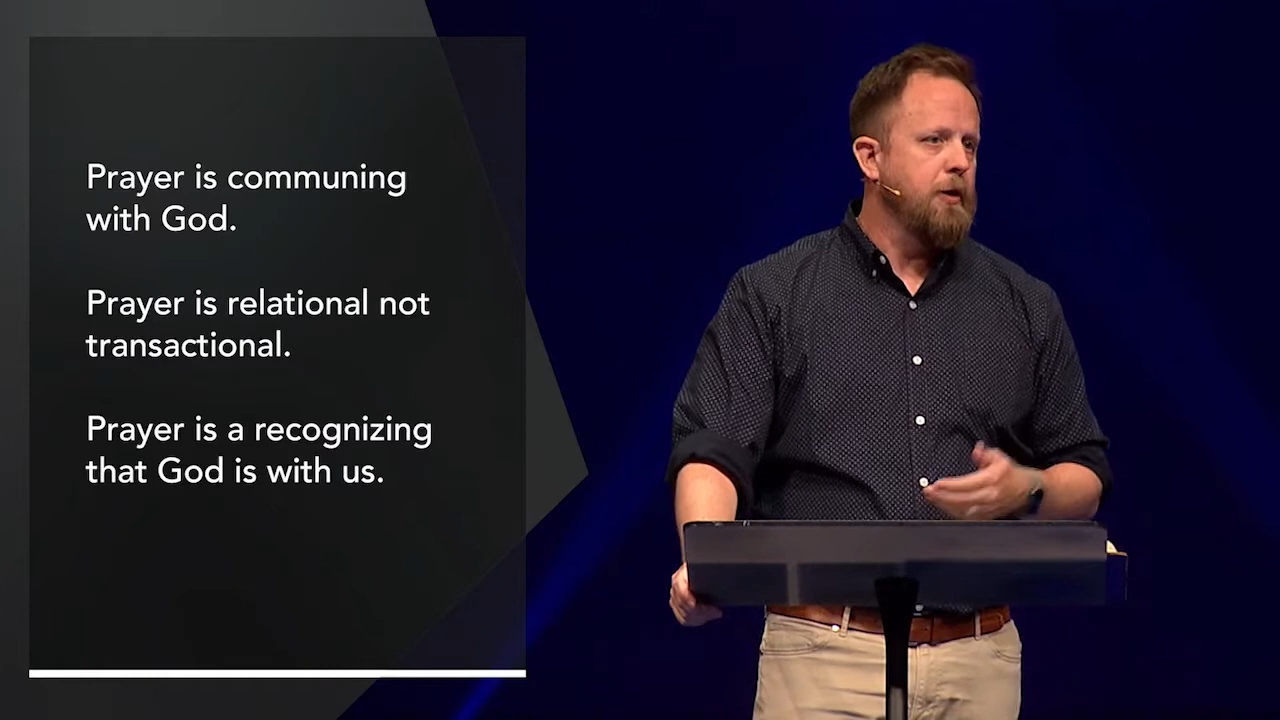 Prayer is communing
with God.
Prayer is relational not
transactional.
Prayer is a recognizing
that God is with us.